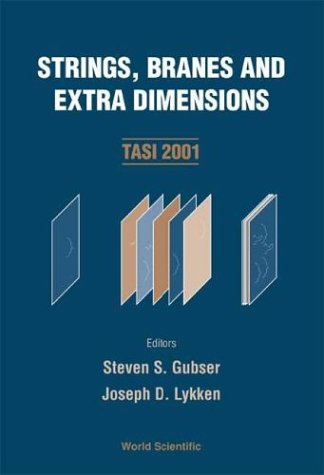 STRINGS, BRANES AND
EXTRA DIMENSIONS
TASI 2001
Editors
Steven S. Gubser
Joseph D. Lykken
World Scientific